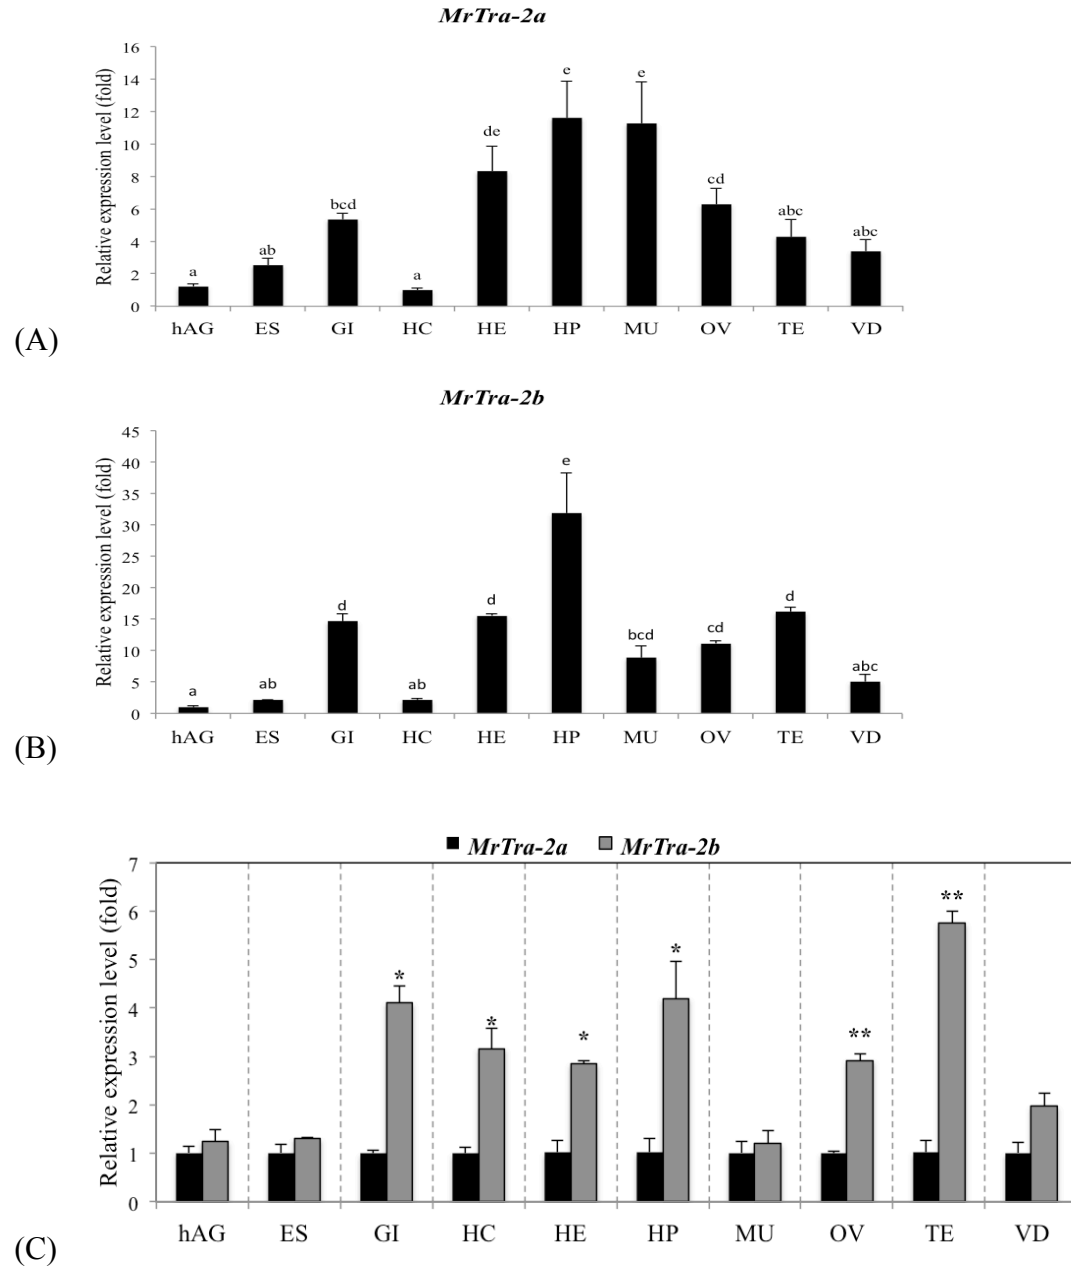 MrTra-2a
Relative expression level (fold)
16
14
12
10
8
6
4
2
0
a ab bcd a de e e cd abc abc
hAG ES GI HC HE HP MU OV TE VD
(A)
MrTra-2b
Relative expression level (fold)
45
40
35
30
25
20
15
10
5
0
a ab d ab d e bcd cd d abc
hAG ES GI HC HE HP MU OV TE VD
(B)
MrTra-2a MrTra-2b
Relative expression level (fold)
7
6
5
4
3
2
1
0
* * * * ** **
hAG ES GI HC HE HP MU OV TE VD
(C)